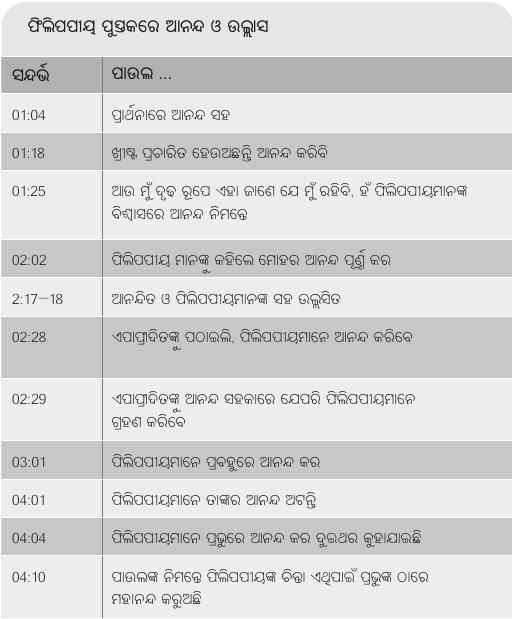 ଫିଲିପପୀୟ ପୁସ୍ତକରେ ଆନନ୍ଦ ଓ ଉଲ୍ଲାସ
ସନ୍ଦର୍ଭ ପାଉଲ ...
01:04 ପ୍ରାର୍ଥନାରେ ଆନନ୍ଦ ସହ
01:18 ଖ୍ରୀଷ୍ଟ ପ୍ରଚାରିତ ହେଉଅଛନ୍ତି ଆନନ୍ଦ କରିବି
01:25 ଆଉ ମୁଁ ଦୃଢ ରୂପେ ଏହା ଜାଣେ ଯେ ମୁଁ ରହିବି, ହଁ ଫିଲିପପୀୟମାନଙ୍କ
ବିଶ୍ୱାସରେ ଆନନ୍ଦ ନିମନ୍ତେ
02:02 ଫିଲିପପୀୟ ମାନଙ୍କୁ କହିଲେ ମୋହର ଆନନ୍ଦ ପୂର୍ଣ୍ଣ କର
2:17–18 ଆନନ୍ଦିତ ଓ ଫିଲିପପୀୟମାନଙ୍କ ସହ ଉଲ୍ଲସିତ
02:28 ଏପାପ୍ରୀଦିତଙ୍କୁ ପଠାଇଲି, ଫିଲିପପୀୟମାନେ ଆନନ୍ଦ କରିବେ
02:29 ଏପାପ୍ରୀଦିତଙ୍କୁ ଆନନ୍ଦ ସହକାରେ ଯେପରି ଫିଲିପପୀୟମାନେ
ଗ୍ରହଣ କରିବେ
03:01 ଫିଲିପପୀୟମାନେ ପ୍ରବହୁରେ ଆନନ୍ଦ କର
04:01 ଫିଲିପପୀୟମାନେ ତାଙ୍କର ଆନନ୍ଦ ଅଟନ୍ତି
04:04 ଫିଲିପପୀୟମାନେ ପ୍ରଭୁରେ ଆନନ୍ଦ କର ଦୁଇଥର କୁହାଯାଇଛି
04:10 ପାଉଲଙ୍କ ନିମନ୍ତେ ଫିଲିପପୀୟଙ୍କ ଚିନ୍ତା ଏଥିପାଇଁ ପ୍ରଭୁଙ୍କ ଠାରେ
ମହାନନ୍ଦ କରୁଅଛି